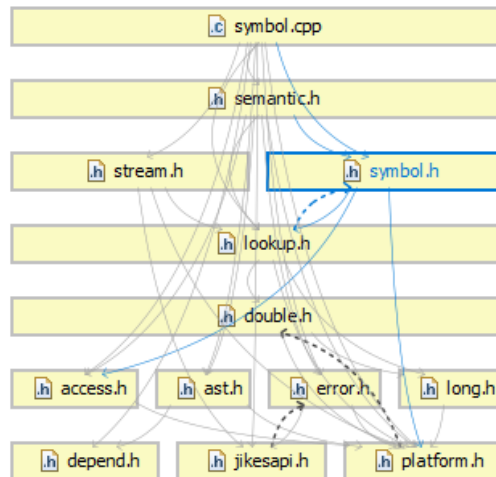 .c symbol.cpp
.h semantic.h
.h stream.h .h symbol.h
.h lookup.h
.h double.h
.h access.h .h ast.h .h error.h .h long.h
.h depend.h .h jikesapi.h .h platform.h